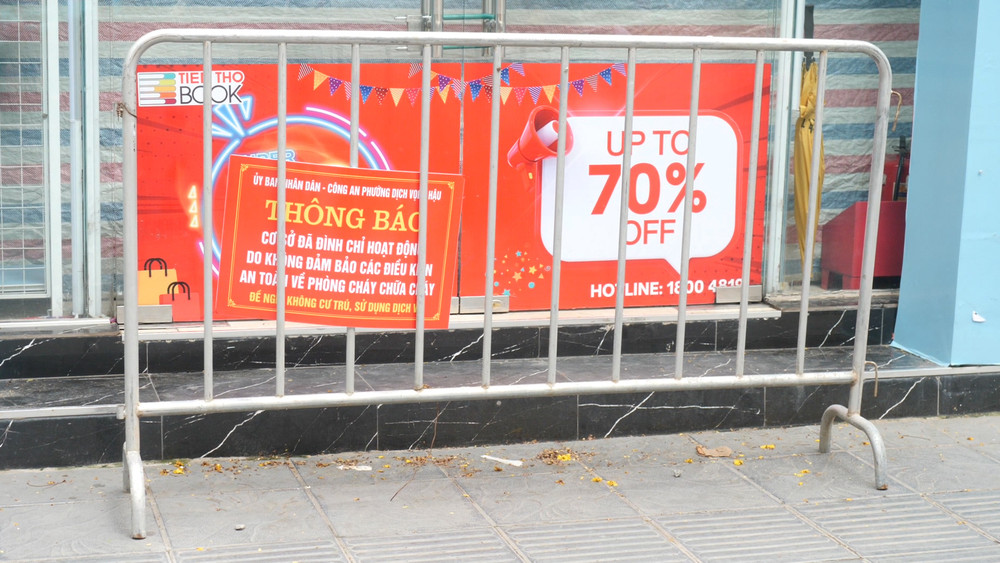 TIEN THO
BOOK
UP TO
70%
OFF
HOTLINE: 1800 4819
ỦY BAN NHÂN DÂN - CÔNG AN PHƯỜNG DỊCH VỌNG HẬU
THÔNG BÁO
CƠ SỞ ĐÃ ĐÌNH CHỈ HOẠT ĐỘNG
DO KHÔNG ĐẢM BẢO CÁC ĐIỀU KIỆN
AN TOÀN VỀ PHÒNG CHÁY CHỮA CHÁY
ĐỀ NGHỊ KHÔNG CƯ TRÚ, SỬ DỤNG DỊCH VỤ